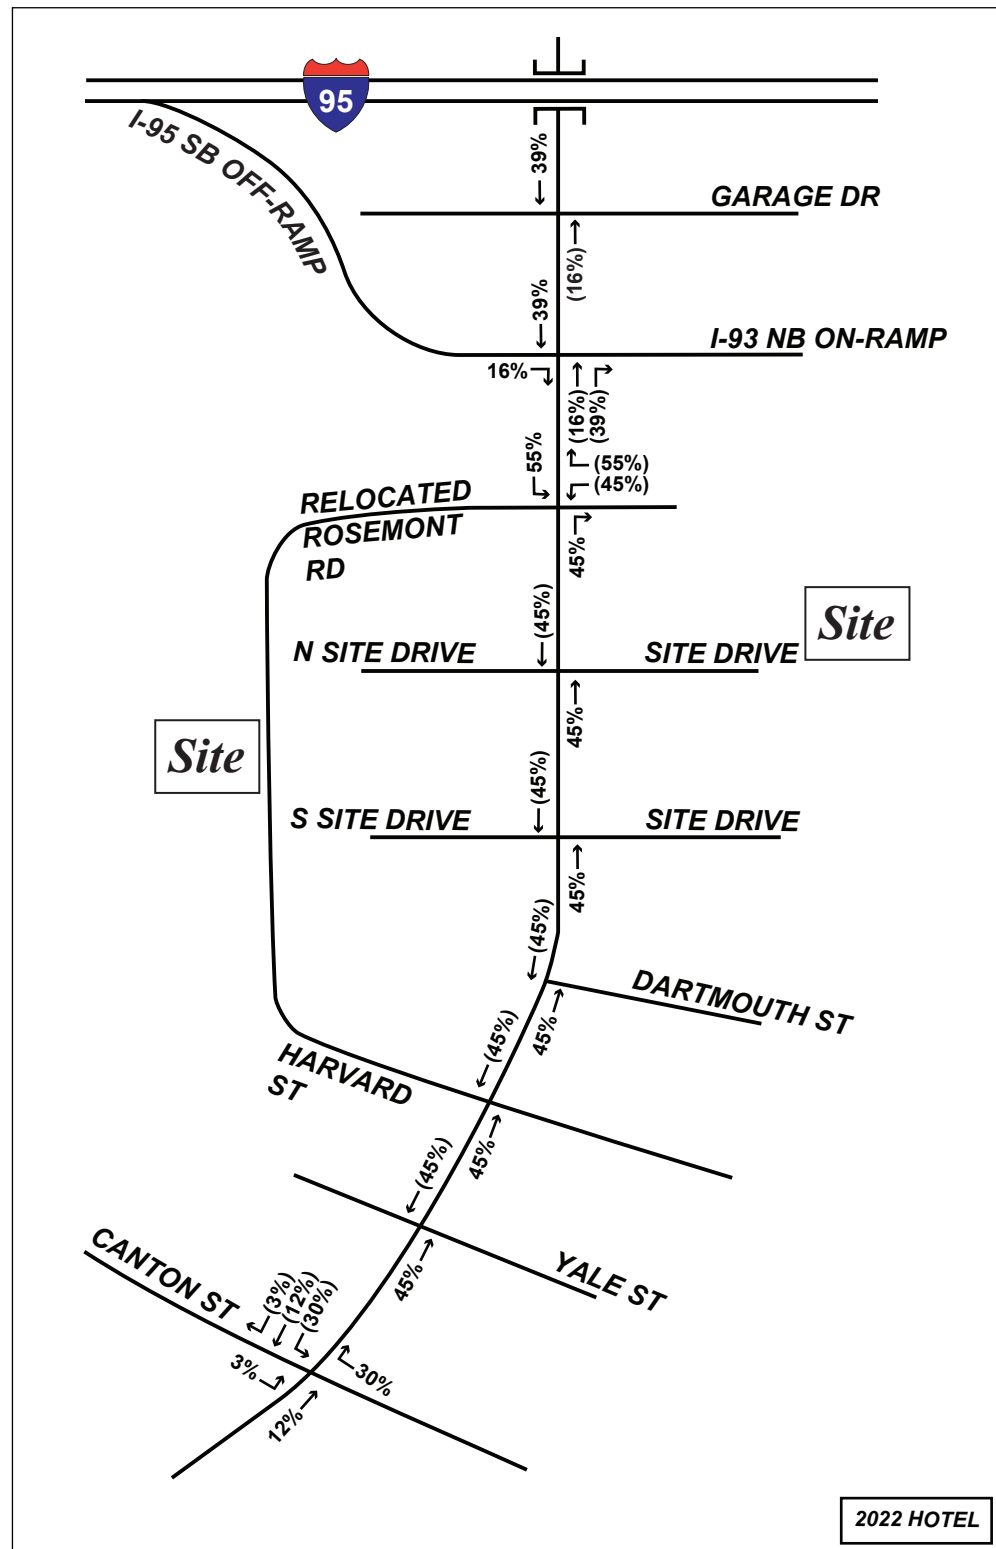 95
I-95 SB OFF-RAMP
39%
GARAGE DR
(16%)
39%
I-93 NB ON-RAMP
16%
(16%)
(39%)
55%
(55%)
(45%)
RELOCATED
ROSEMONT
RD
45%
Site
(45%)
N SITE DRIVE
SITE DRIVE
45%
Site
(45%)
S SITE DRIVE
SITE DRIVE
45%
(45%)
DARTMOUTH ST
45%
(45%)
HARVARD
ST
45%
(45%)
YALE ST
45%
CANTON ST
(3%)
(12%)
(30%)
3%
30%
12%
2022 HOTEL